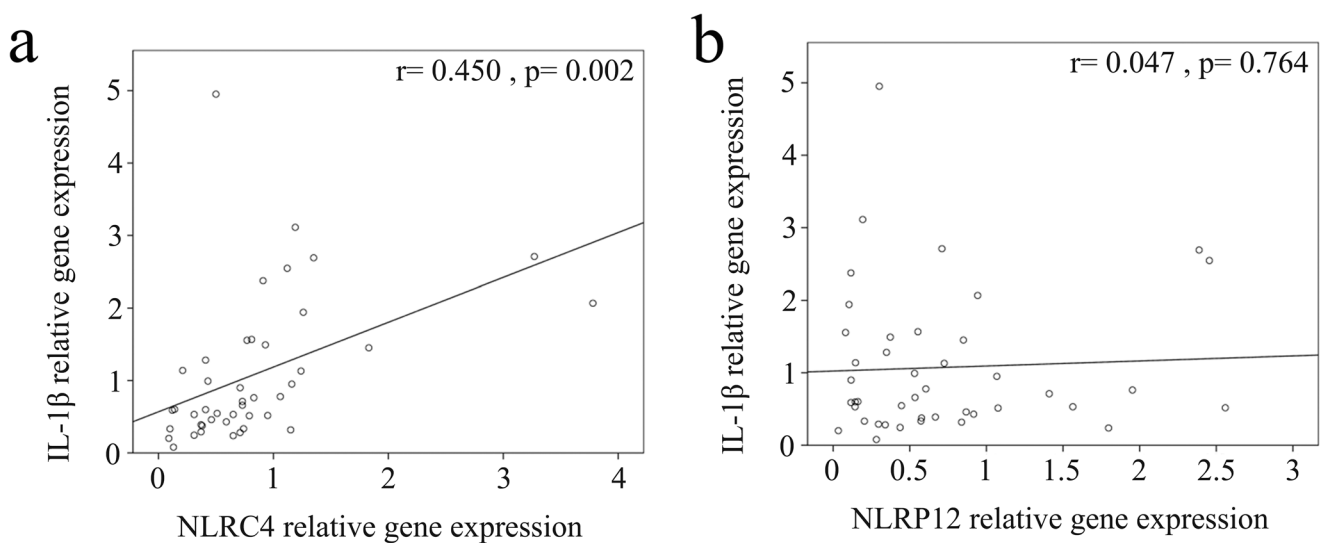 a
r= 0.450 , p= 0.002
IL-1β relative gene expression
5
4
3
2
1
0
0 1 2 3 4
NLRC4 relative gene expression
b
r= 0.047 , p= 0.764
IL-1β relative gene expression
5
4
3
2
1
0
0 0.5 1 1.5 2 2.5 3
NLRP12 relative gene expression